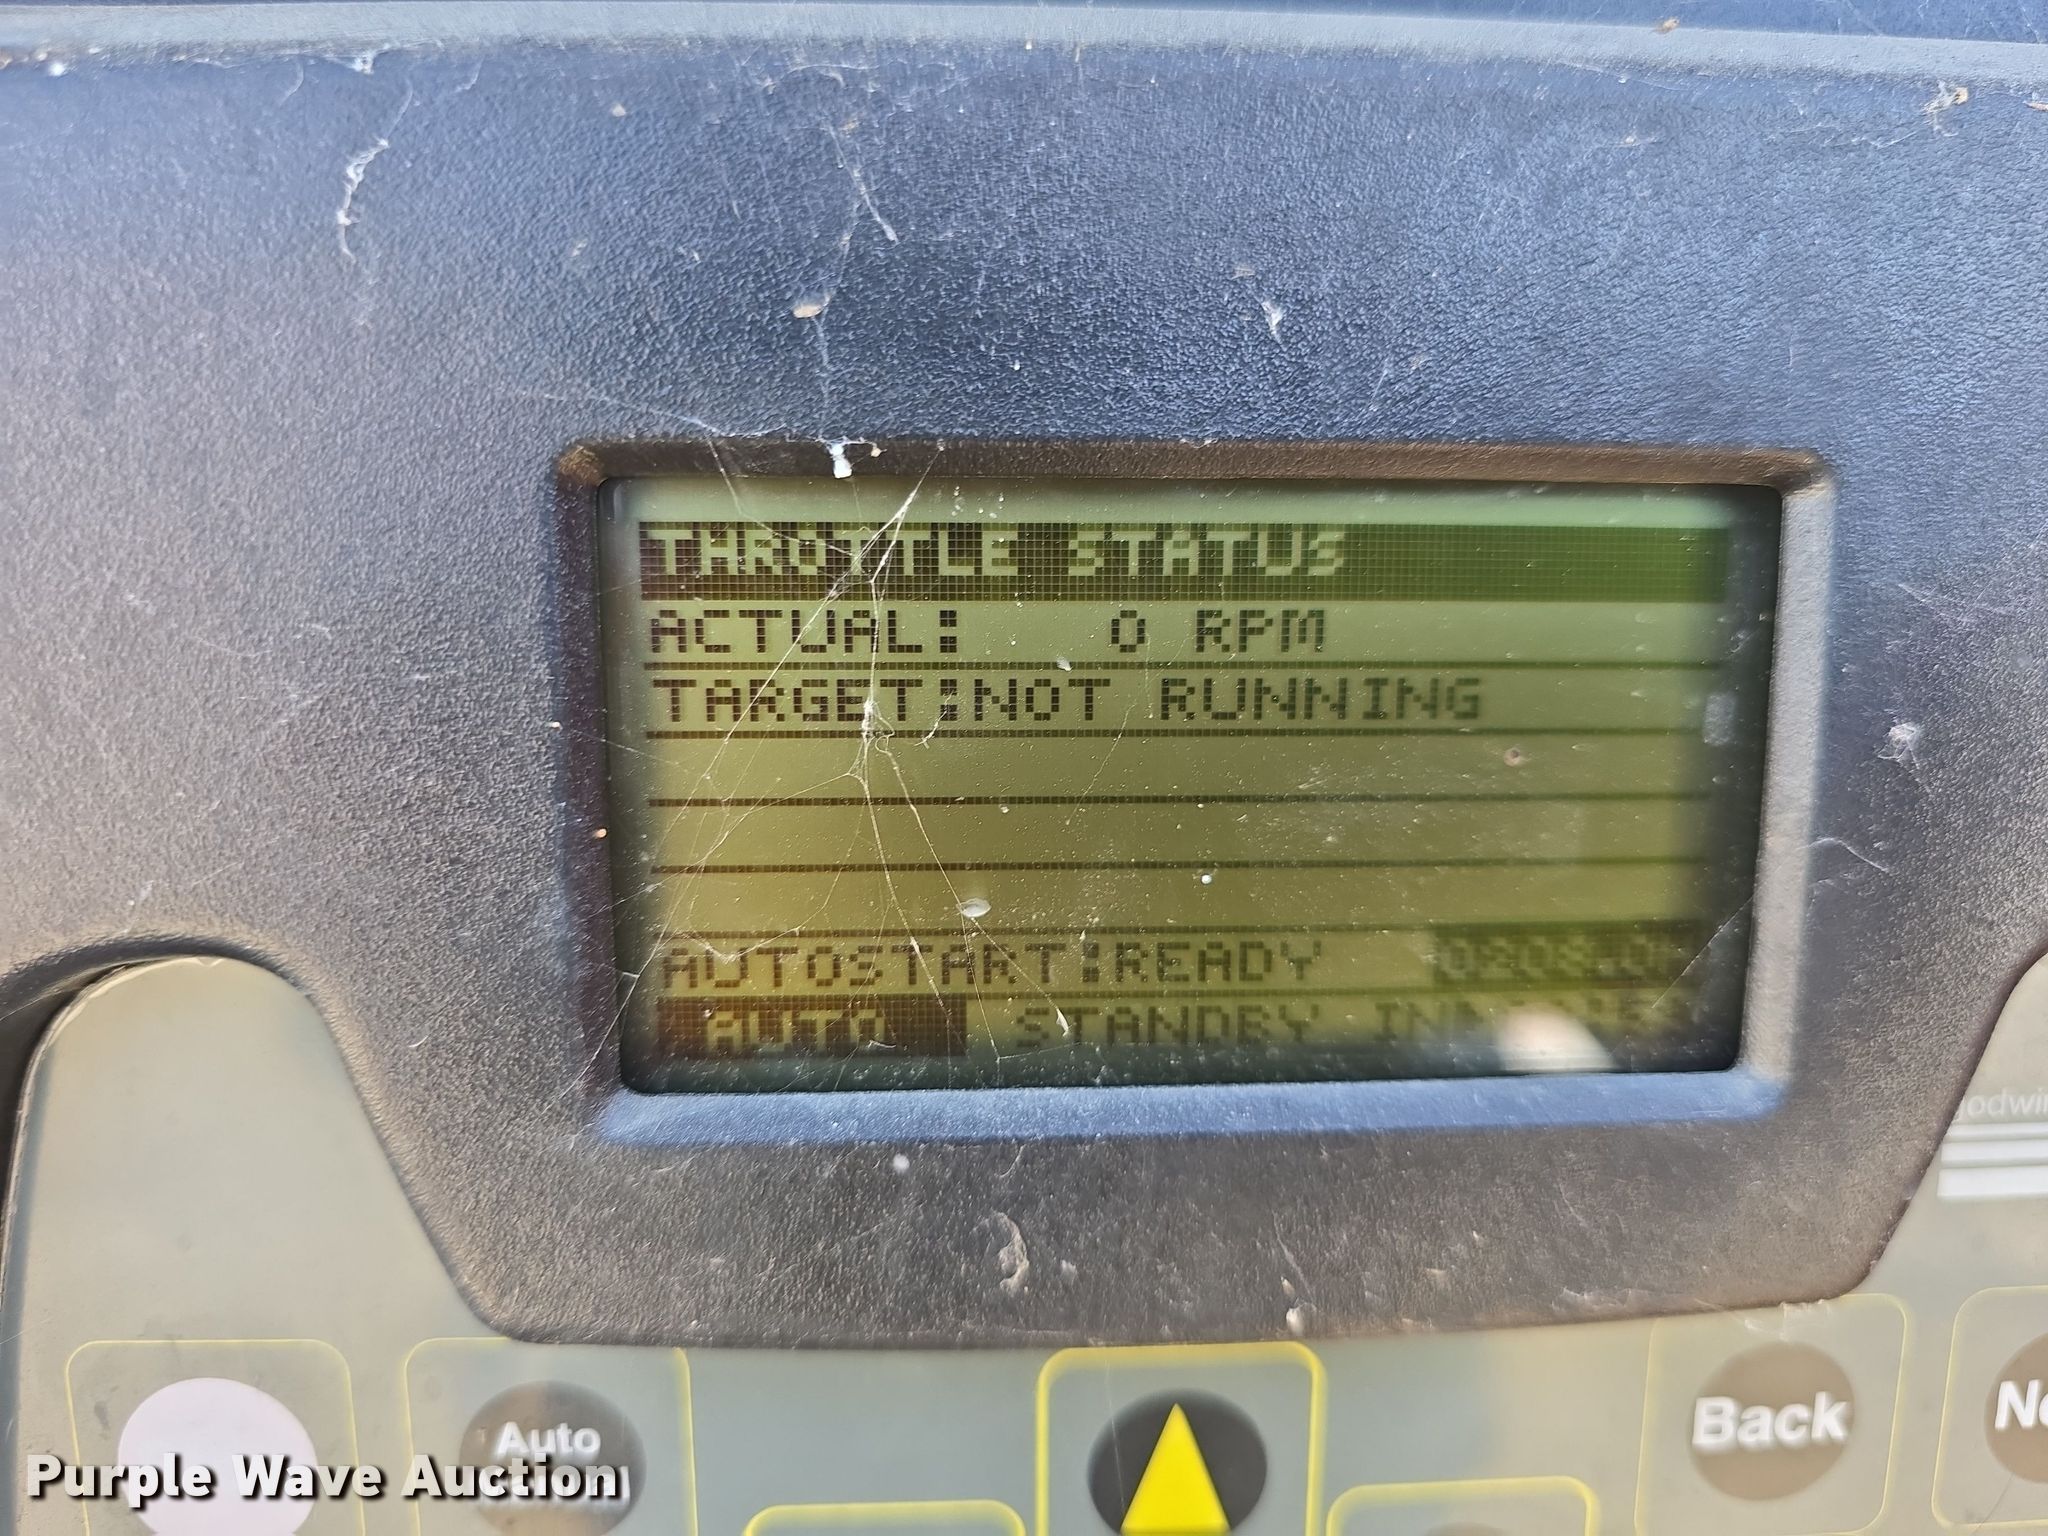 THROTTLE STATUS
ACTUAL: 0 RPM
TARGET:NOT RUNNING
AUTOSTART:READY
AUTO STANDBY
Auto
Back
Purple Wave Auction